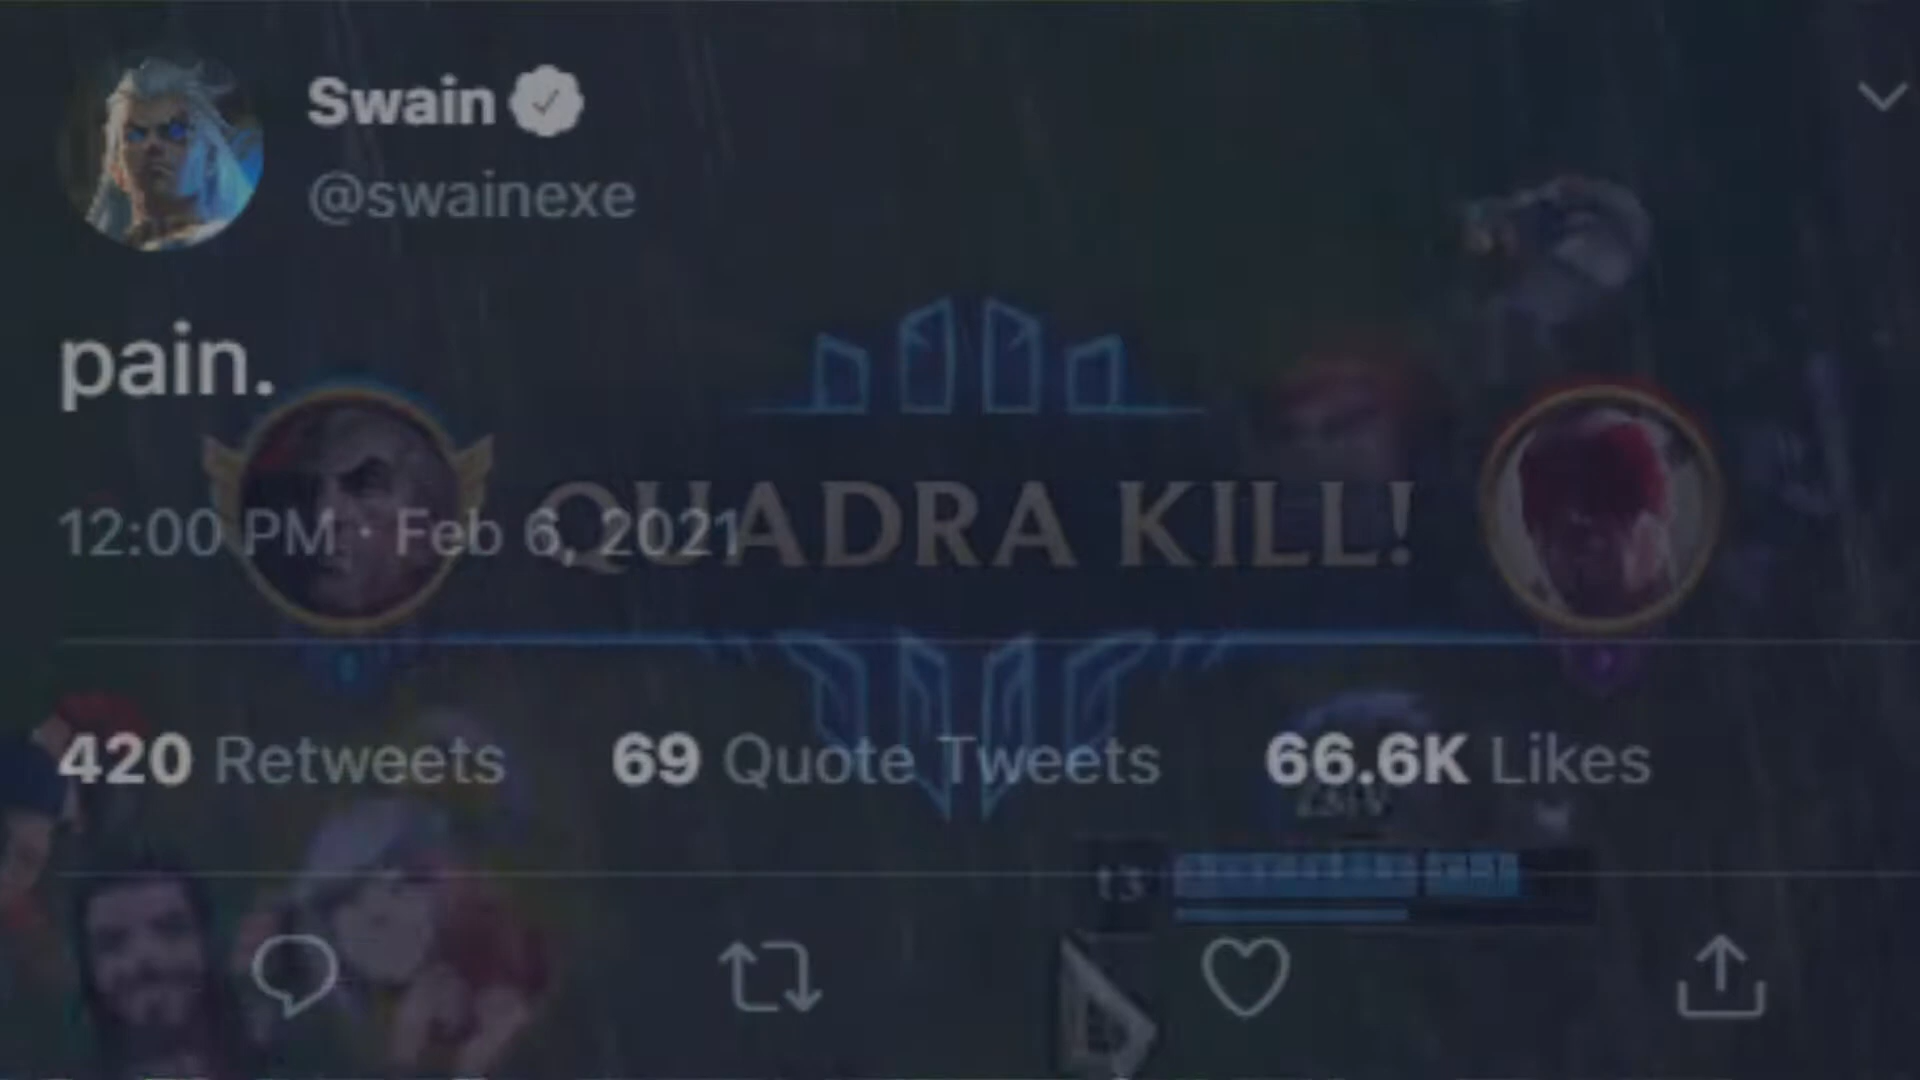 Swain
@swainexe
pain.
12:00 PM · Feb 6, 2021
QUADRA KILL!
420 Retweets 69 Quote Tweets 66.6K Likes
13